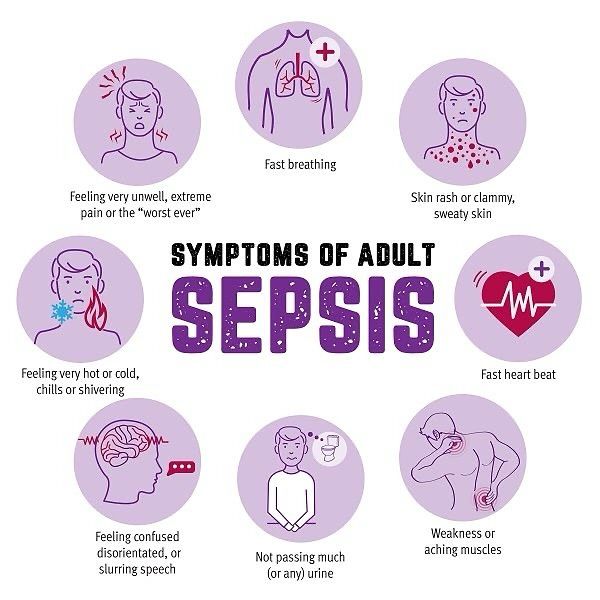 Fast breathing
Feeling very unwell, extreme
pain or the "worst ever"
Skin rash or clammy,
sweaty skin
SYMPTOMS OF ADULT
SEPSIS
Feeling very hot or cold,
chills or shivering
Fast heart beat
Feeling confused
disorientated, or
slurring speech
Not passing much
(or any) urine
Weakness or
aching muscles